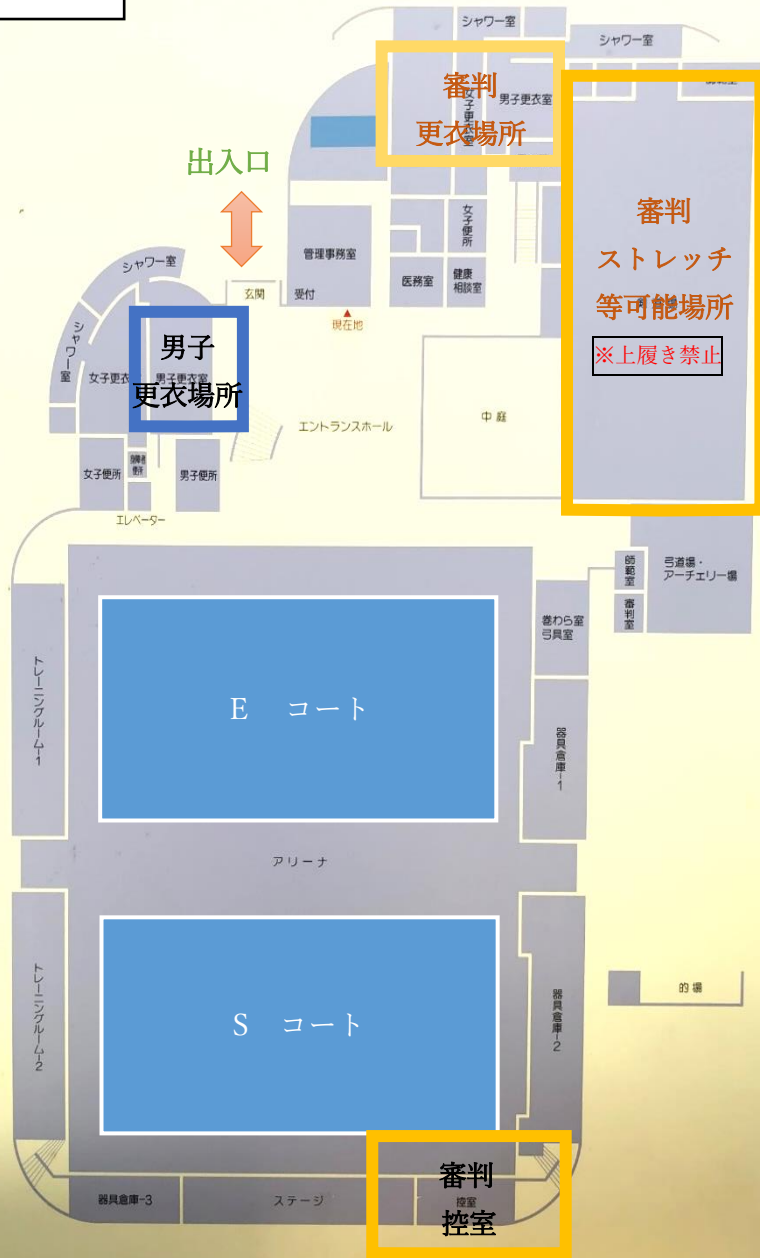 シャワー室
シャワー室
審判
更衣場所
女子更衣室
男子更衣室
出入口
審判
ストレッチ
等可能場所
※上履き禁止
女子便所
管理事務室
医務室
健康
相談室
シャワー室
玄関
受付
現在地
シャワー室
男子
更衣場所
女子更衣
男子更衣室
エントランスホール
中庭
女子便所
男子便所
エレベーター
師範室
弓道場・
アーチェリー場
審判室
巻わら室
弓具室
トレーニングルーム-1
E コート
器具倉庫-1
アリーナ
トレーニングルーム-2
S コート
器具倉庫-2
的場
審判
控室
器具倉庫-3
ステージ
控室